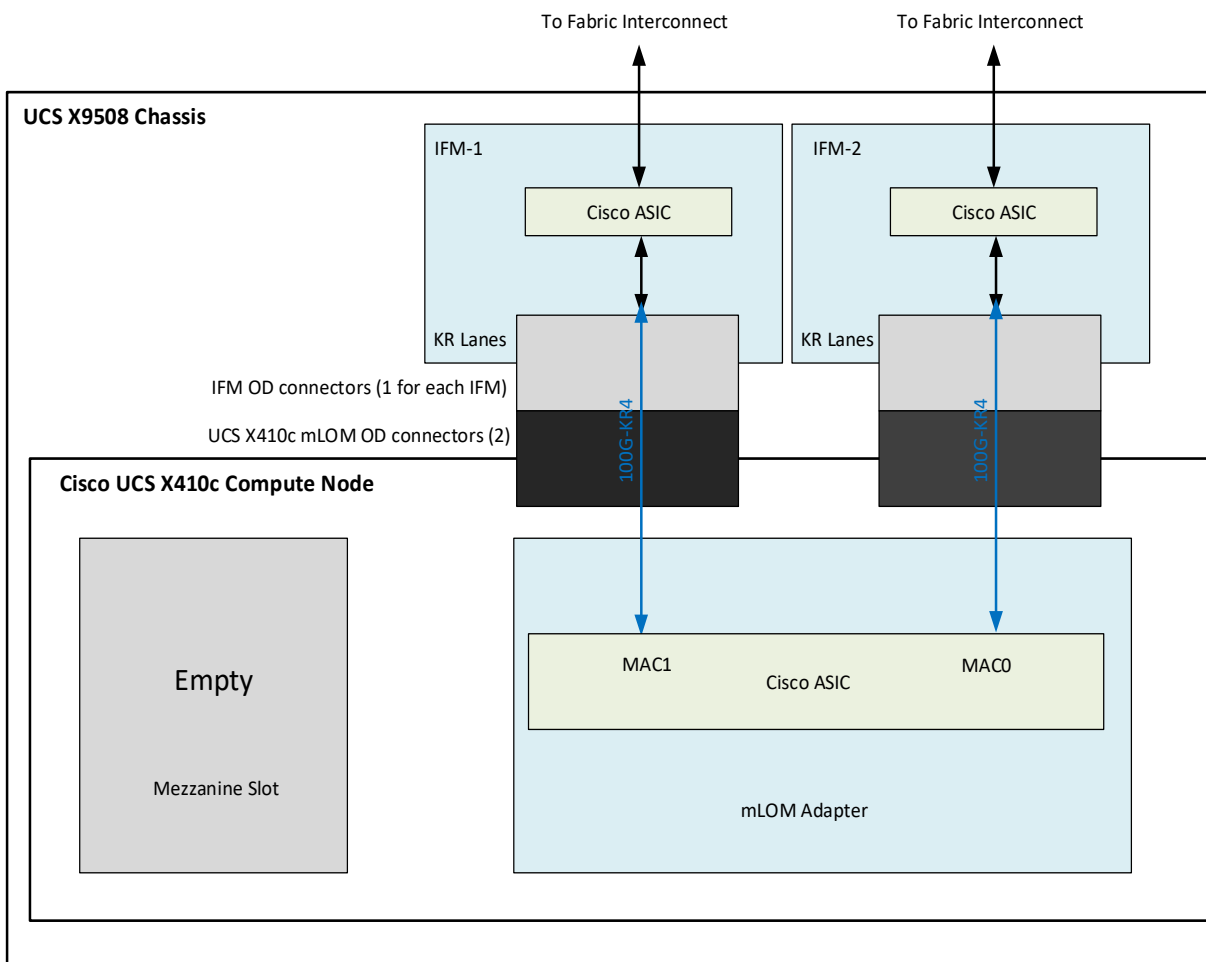 To Fabric Interconnect
To Fabric Interconnect
UCS X9508 Chassis
IFM-1
IFM-2
Cisco ASIC
Cisco ASIC
KR Lanes
KR Lanes
IFM OD connectors (1 for each IFM)
UCS X410c mLOM OD connectors (2)
100G-KR4
100G-KR4
Cisco UCS X410c Compute Node
Empty
Mezzanine Slot
MAC1
MAC0
Cisco ASIC
mLOM Adapter